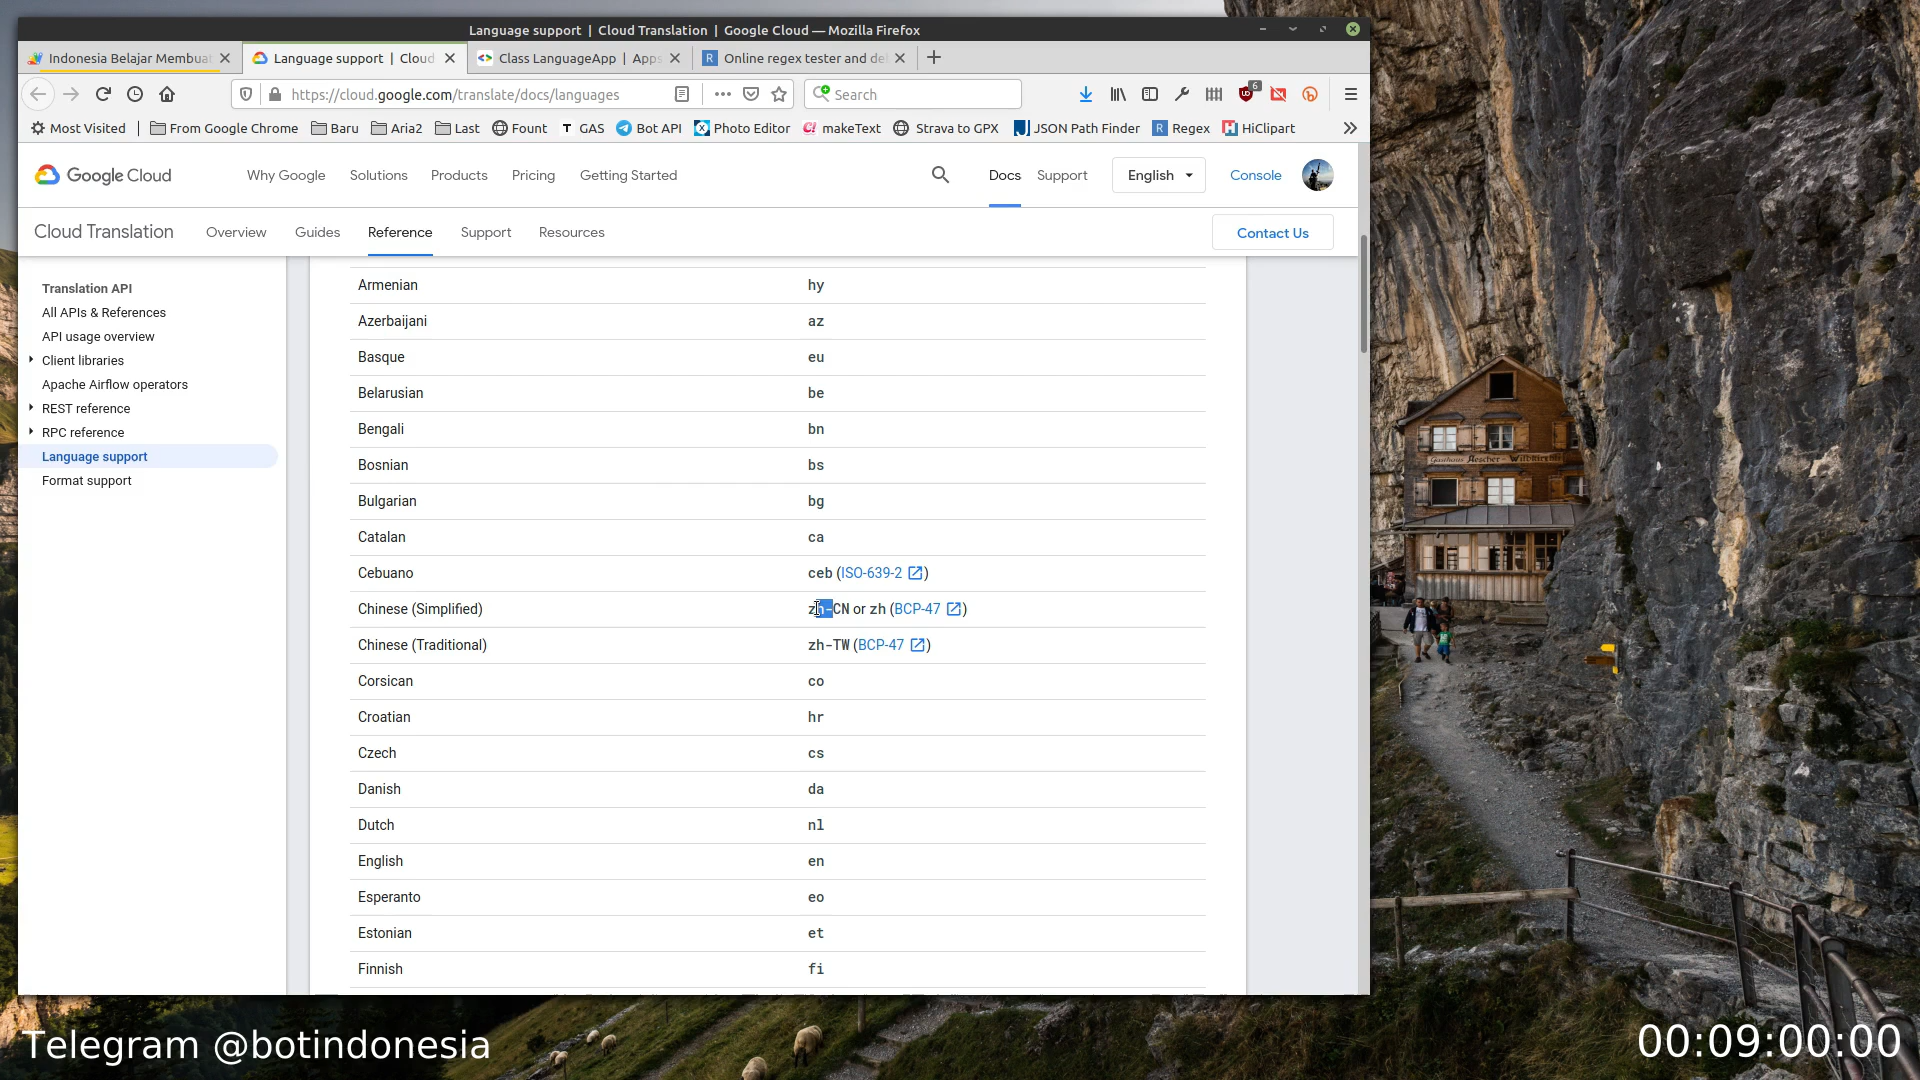 Language support | Cloud Translation | Google Cloud — Mozilla Firefox
Indonesia Belajar Membuat
Language support | Cloud
Class LanguageApp | Apps
Online regex tester and de
https://cloud.google.com/translate/docs/languages
Search
6
Most Visited
From Google Chrome
Baru
Aria2
Last
Fount
T GAS
Bot API
Photo Editor
makeText
Strava to GPX
JSON Path Finder
R Regex
HiClipart
Google Cloud
Why Google
Solutions
Products
Pricing
Getting Started
Docs
Support
English
Console
Cloud Translation
Overview
Guides
Reference
Support
Resources
Contact Us
Translation API
All APIs & References
API usage overview
Client libraries
Apache Airflow operators
REST reference
RPC reference
Language support
Format support
Armenian hy
Azerbaijani az
Basque eu
Belarusian be
Bengali bn
Bosnian bs
Bulgarian bg
Catalan ca
Cebuano ceb (ISO-639-2)
Chinese (Simplified) zh-CN or zh (BCP-47)
Chinese (Traditional) zh-TW (BCP-47)
Corsican co
Croatian hr
Czech cs
Danish da
Dutch nl
English en
Esperanto eo
Estonian et
Finnish fi
Gasthaus Aescher - Wildkirchli
Telegram @botindonesia
00:09:00:00